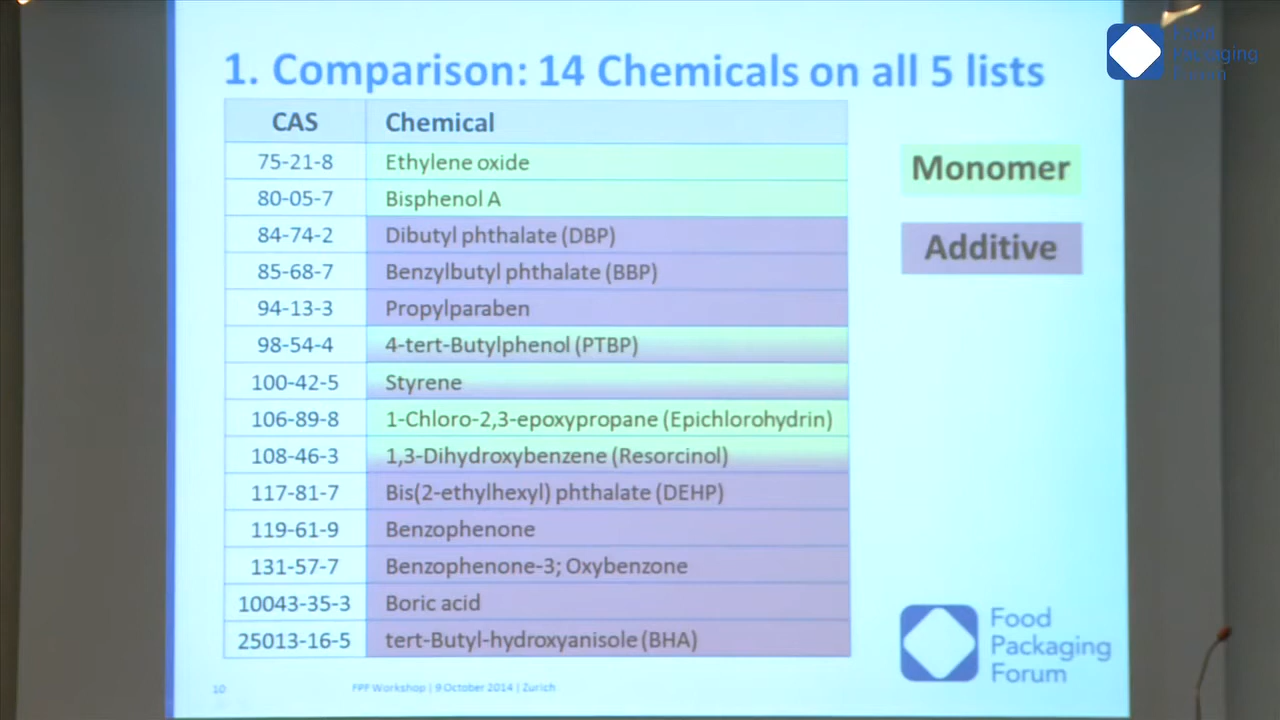 1. Comparison: 14 Chemicals on all 5 lists
Food
Packaging
Forum
CAS Chemical
75-21-8 Ethylene oxide
80-05-7 Bisphenol A
84-74-2 Dibutyl phthalate (DBP)
85-68-7 Benzylbutyl phthalate (BBP)
94-13-3 Propylparaben
98-54-4 4-tert-Butylphenol (PTBP)
100-42-5 Styrene
106-89-8 1-Chloro-2,3-epoxypropane (Epichlorohydrin)
108-46-3 1,3-Dihydroxybenzene (Resorcinol)
117-81-7 Bis(2-ethylhexyl) phthalate (DEHP)
119-61-9 Benzophenone
131-57-7 Benzophenone-3; Oxybenzone
10043-35-3 Boric acid
25013-16-5 tert-Butyl-hydroxyanisole (BHA)
Monomer
Additive
Food
Packaging
Forum
10 FPF Workshop | 9 October 2014 | Zurich